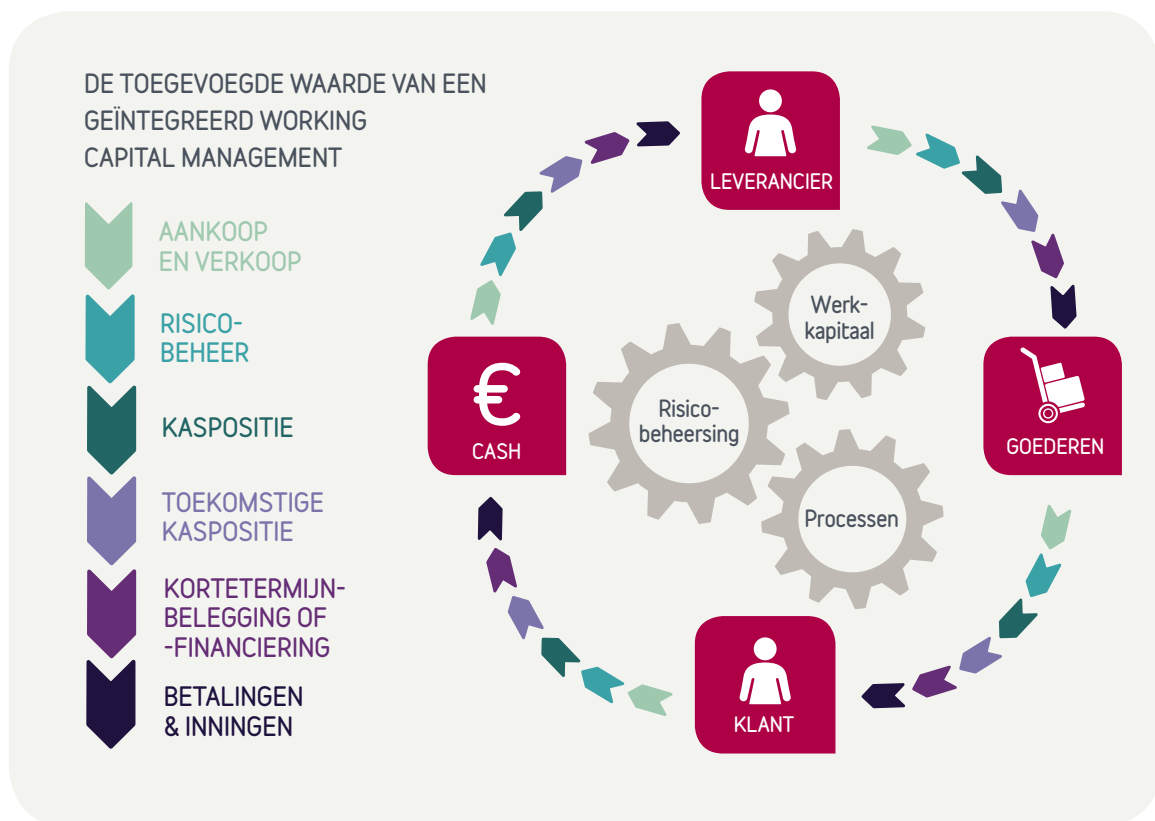 DE TOEGEVOEGDE WAARDE VAN EEN
GEÏNTEGREERD WORKING
CAPITAL MANAGEMENT
AANKOOP
EN VERKOOP
RISICO-
BEHEER
KASPOSITIE
TOEKOMSTIGE
KASPOSITIE
KORTETERMIJN-
BELEGGING OF
-FINANCIERING
BETALINGEN
& INNINGEN
LEVERANCIER
Werk-
kapitaal
Risico-
beheersing
Processen
€
CASH
GOEDEREN
KLANT